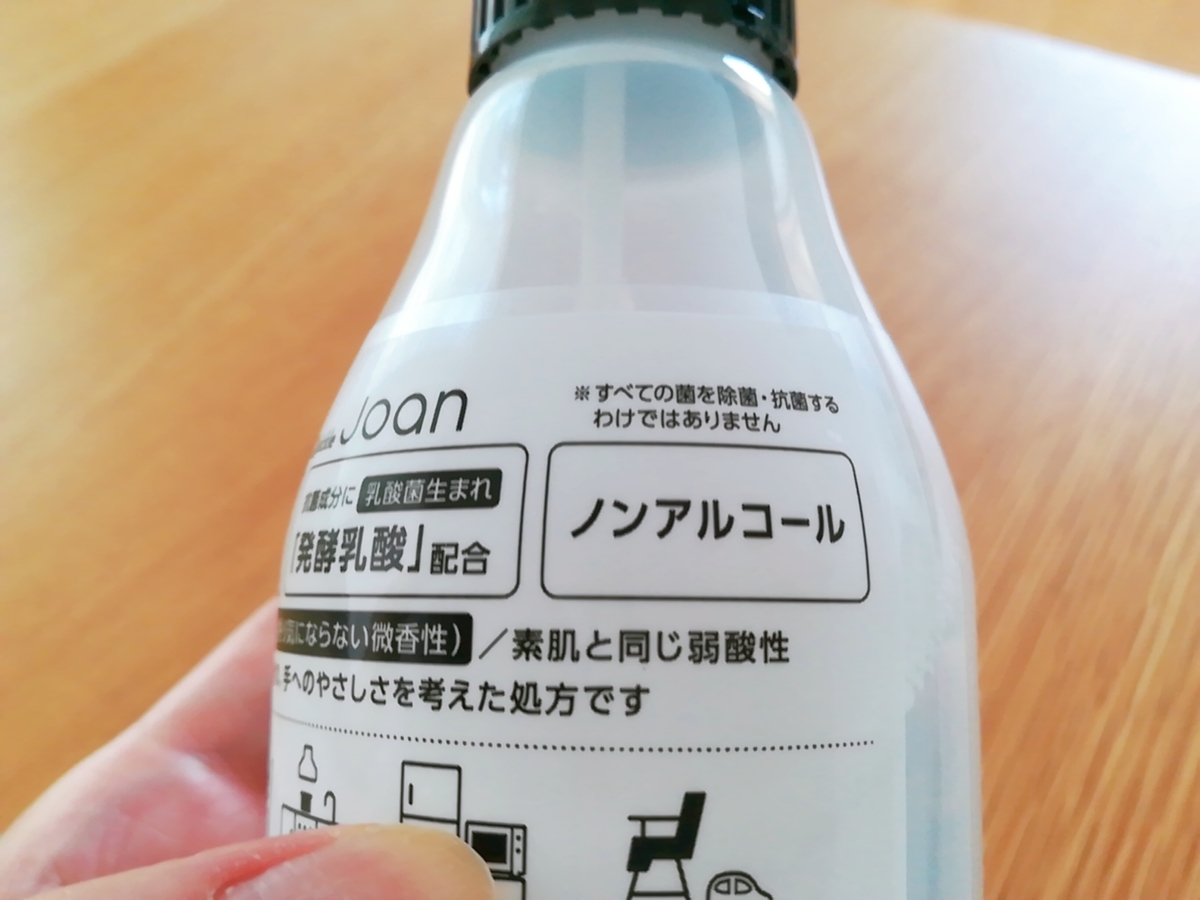 Joan
※すべての菌を除菌・抗菌する
わけではありません
成分に 乳酸菌生まれ
「発酵乳酸」配合
ノンアルコール
気にならない微香性)／素肌と同じ弱酸性
手へのやさしさを考えた処方です